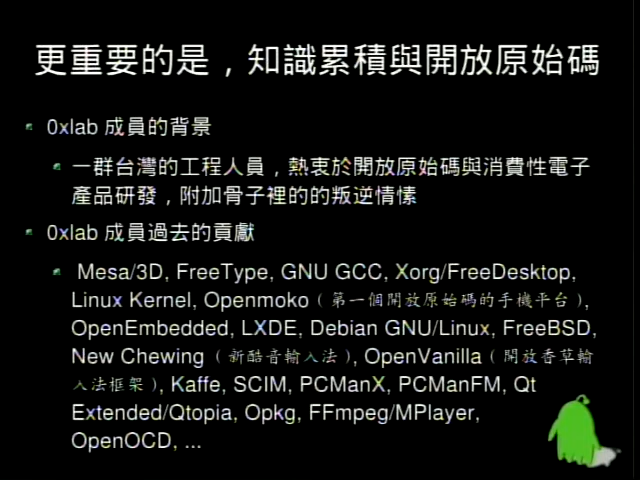 更重要的是，知識累積與開放原始碼
0xlab 成員的背景
一群台灣的工程人員，熱衷於開放原始碼與消費性電子
產品研發，附加骨子裡的的叛逆情愫
0xlab 成員過去的貢獻
Mesa/3D, FreeType, GNU GCC, Xorg/FreeDesktop,
Linux Kernel, Openmoko（第一個開放原始碼的手機平台）,
OpenEmbedded, LXDE, Debian GNU/Linux, FreeBSD,
New Chewing （新酷音輸入法）, OpenVanilla（開放香草輸
入法框架）, Kaffe, SCIM, PCManX, PCManFM, Qt
Extended/Qtopia, Opkg, FFmpeg/MPlayer,
OpenOCD, ...